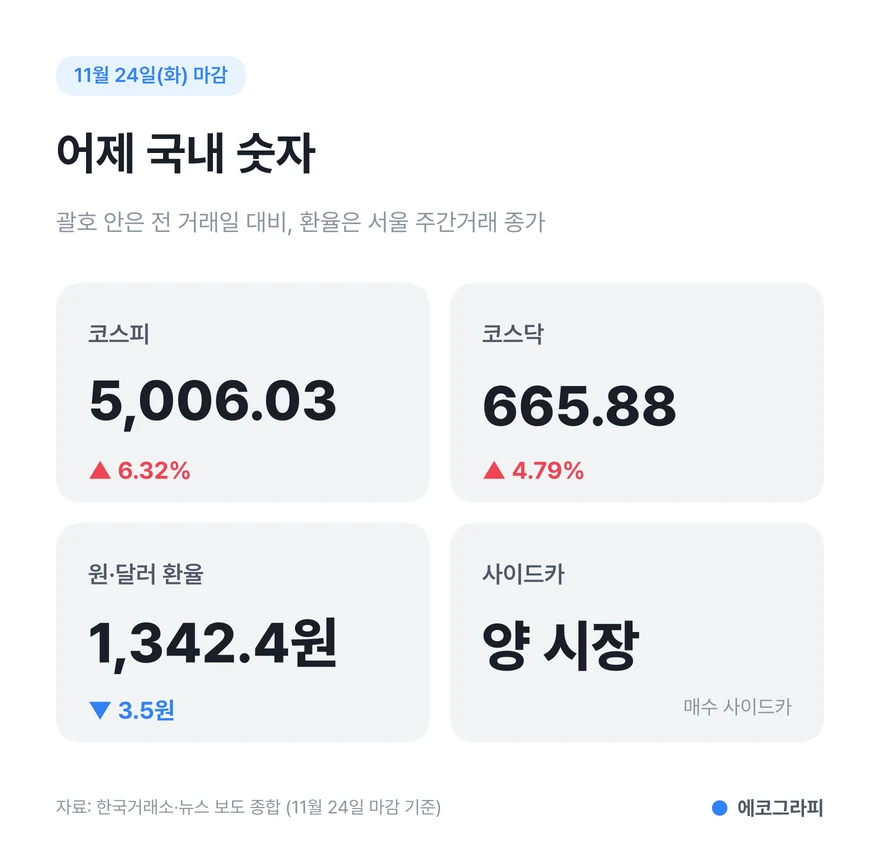 11월 24일(화) 마감
어제 국내 숫자
괄호 안은 전 거래일 대비, 환율은 서울 주간거래 종가
코스피
5,006.03
▲ 6.32%
코스닥
665.88
▲ 4.79%
원·달러 환율
1,342.4원
▼ 3.5원
사이드카
양 시장
매수 사이드카
자료: 한국거래소·뉴스 보도 종합 (11월 24일 마감 기준)
에코그라피